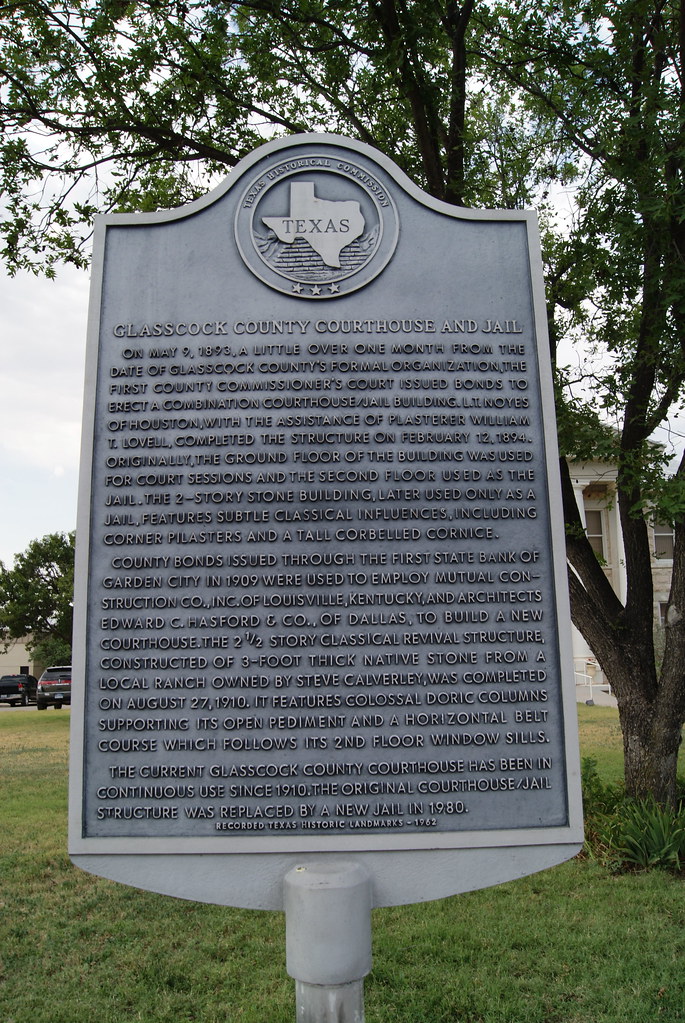 TEXAS HISTORICAL COMMISSION
TEXAS
GLASSCOCK COUNTY COURTHOUSE AND JAIL
ON MAY 9, 1893, A LITTLE OVER ONE MONTH FROM THE
DATE OF GLASSCOCK COUNTY'S FORMAL ORGANIZATION, THE
FIRST COUNTY COMMISSIONER'S COURT ISSUED BONDS TO
ERECT A COMBINATION COURTHOUSE/JAIL BUILDING. L.T. NOYES
OF HOUSTON, WITH THE ASSISTANCE OF PLASTERER WILLIAM
T. LOVELL, COMPLETED THE STRUCTURE ON FEBRUARY 12, 1894.
ORIGINALLY, THE GROUND FLOOR OF THE BUILDING WAS USED
FOR COURT SESSIONS AND THE SECOND FLOOR USED AS THE
JAIL. THE 2-STORY STONE BUILDING, LATER USED ONLY AS A
JAIL, FEATURES SUBTLE CLASSICAL INFLUENCES, INCLUDING
CORNER PILASTERS AND A TALL CORBELLED CORNICE.
COUNTY BONDS ISSUED THROUGH THE FIRST STATE BANK OF
GARDEN CITY IN 1909 WERE USED TO EMPLOY MUTUAL CON-
STRUCTION CO., INC. OF LOUISVILLE, KENTUCKY, AND ARCHITECTS
EDWARD C. HASFORD & CO., OF DALLAS, TO BUILD A NEW
COURTHOUSE. THE 2 1/2 STORY CLASSICAL REVIVAL STRUCTURE,
CONSTRUCTED OF 3-FOOT THICK NATIVE STONE FROM A
LOCAL RANCH OWNED BY STEVE CALVERLEY, WAS COMPLETED
ON AUGUST 27, 1910. IT FEATURES COLOSSAL DORIC COLUMNS
SUPPORTING ITS OPEN PEDIMENT AND A HORIZONTAL BELT
COURSE WHICH FOLLOWS ITS 2ND FLOOR WINDOW SILLS.
THE CURRENT GLASSCOCK COUNTY COURTHOUSE HAS BEEN IN
CONTINUOUS USE SINCE 1910. THE ORIGINAL COURTHOUSE/JAIL
STRUCTURE WAS REPLACED BY A NEW JAIL IN 1980.
RECORDED TEXAS HISTORIC LANDMARKS - 1962